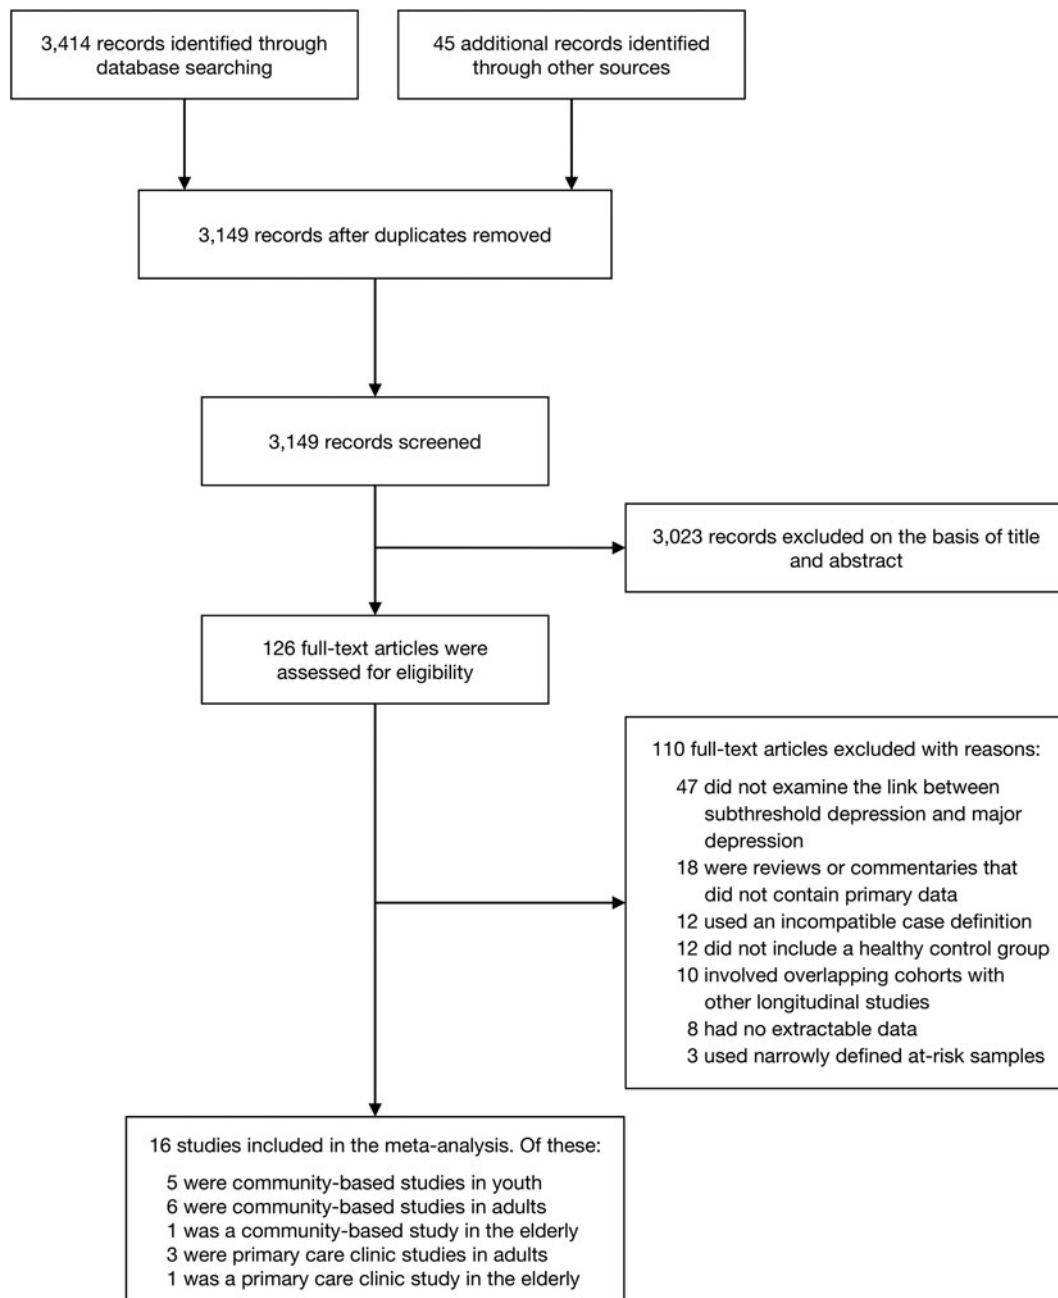 3,414 records identified through
database searching
45 additional records identified
through other sources
3,149 records after duplicates removed
3,149 records screened
3,023 records excluded on the basis of title
and abstract
126 full-text articles were
assessed for eligibility
110 full-text articles excluded with reasons:
47 did not examine the link between
subthreshold depression and major
depression
18 were reviews or commentaries that
did not contain primary data
12 used an incompatible case definition
12 did not include a healthy control group
10 involved overlapping cohorts with
other longitudinal studies
8 had no extractable data
3 used narrowly defined at-risk samples
16 studies included in the meta-analysis. Of these:
5 were community-based studies in youth
6 were community-based studies in adults
1 was a community-based study in the elderly
3 were primary care clinic studies in adults
1 was a primary care clinic study in the elderly